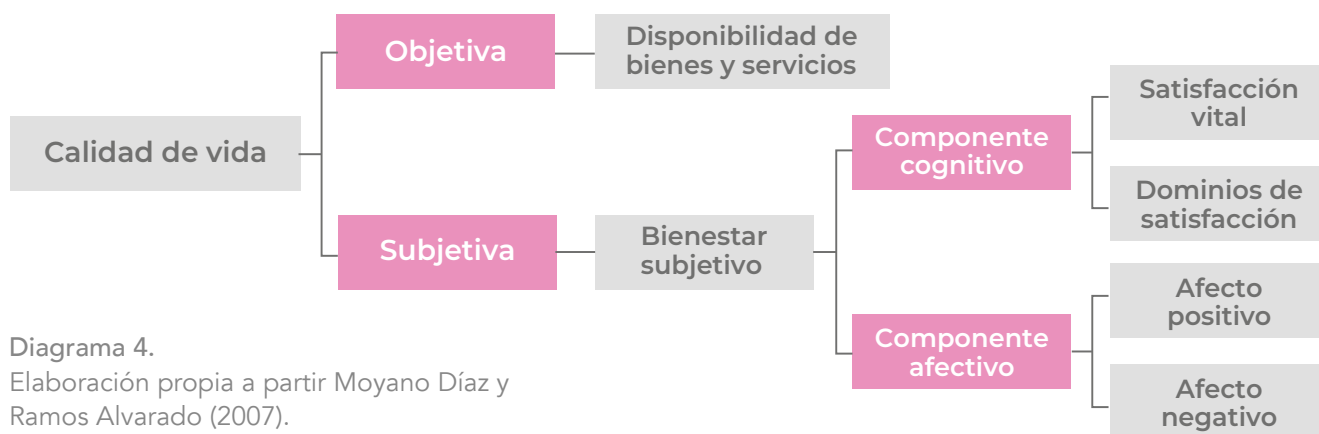 Calidad de vida
Objetiva
Disponibilidad de
bienes y servicios
Subjetiva
Bienestar
subjetivo
Componente
cognitivo
Satisfacción
vital
Dominios de
satisfacción
Componente
afectivo
Afecto
positivo
Afecto
negativo
Diagrama 4.
Elaboración propia a partir Moyano Díaz y
Ramos Alvarado (2007).